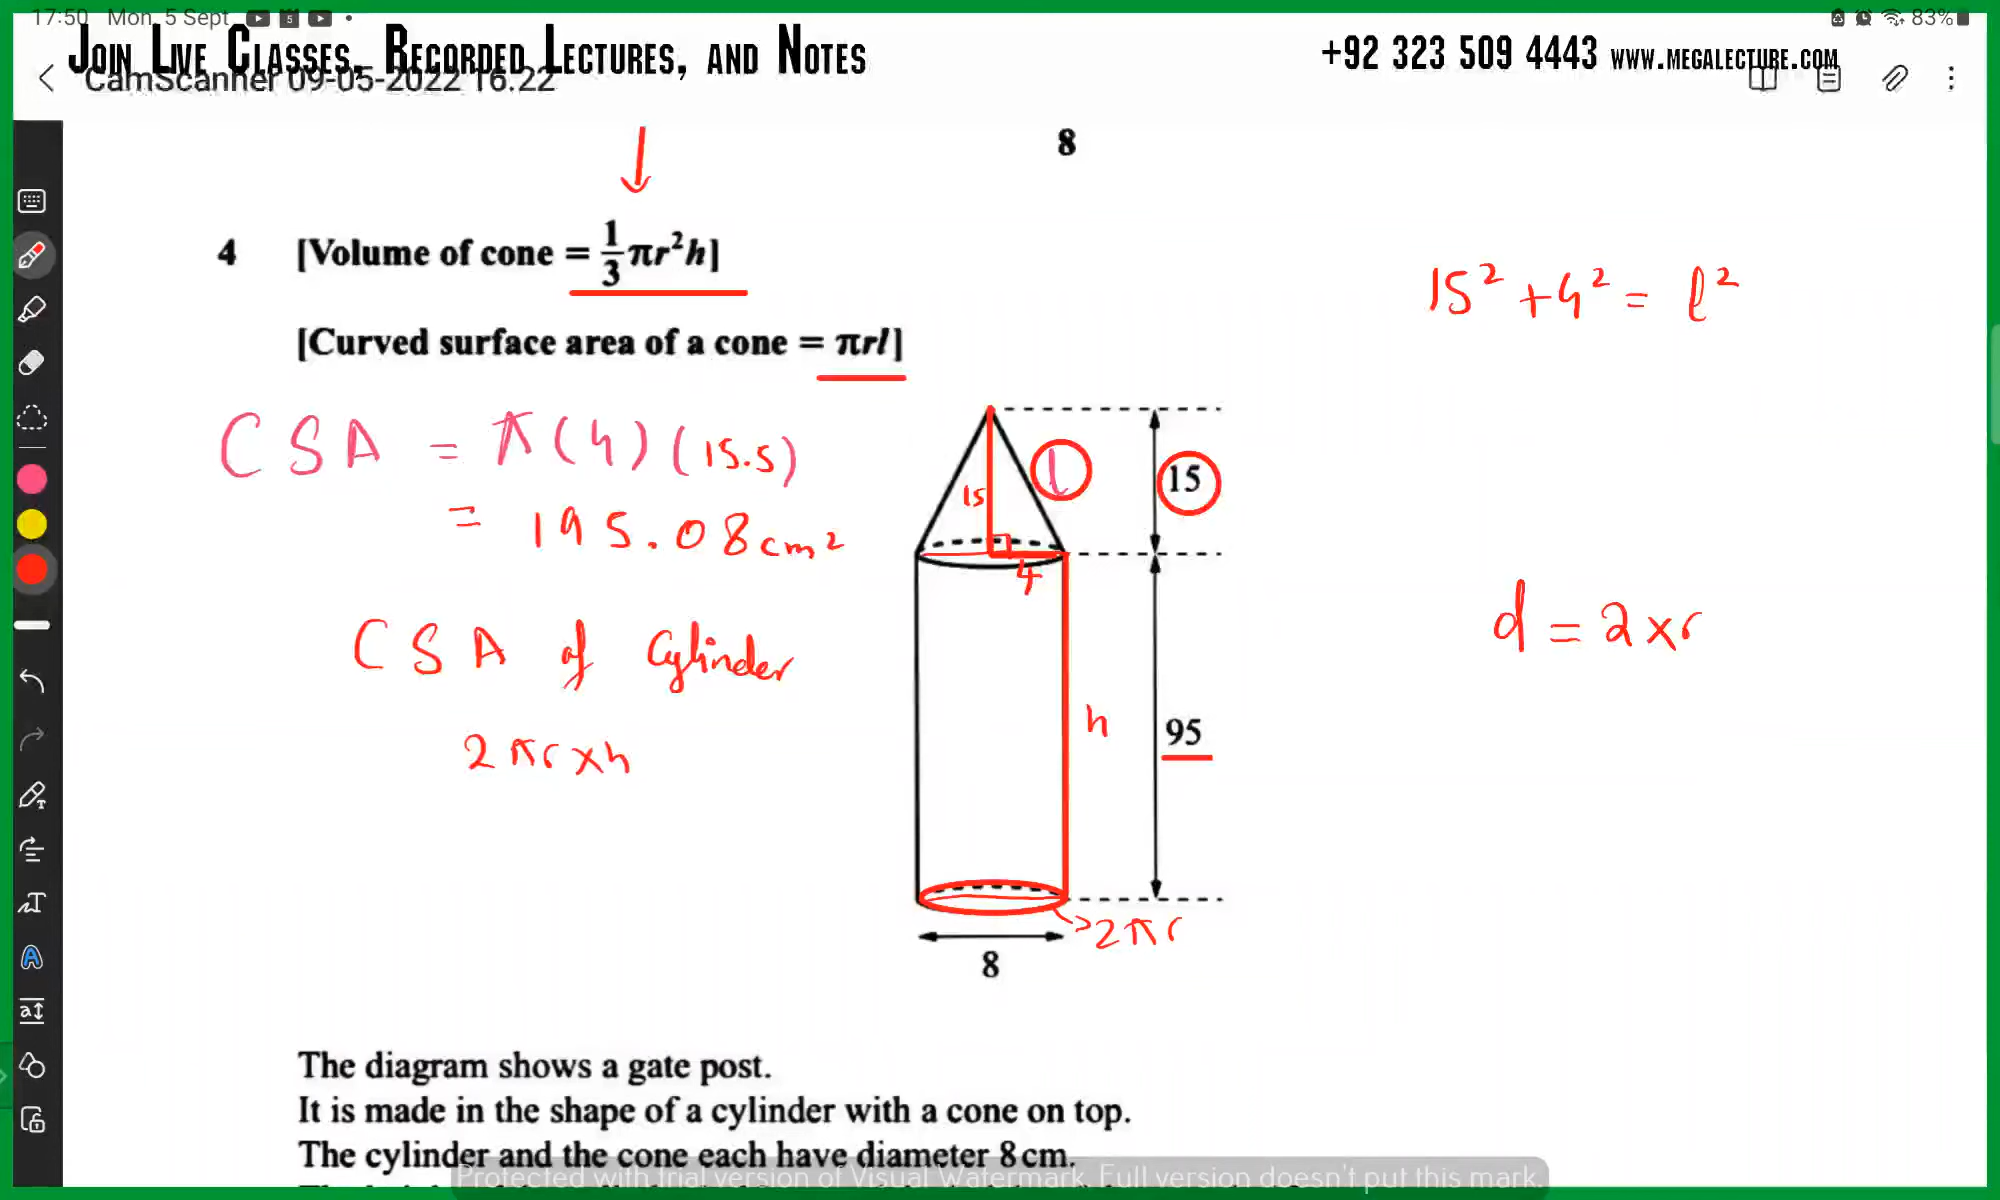 17:50 Mon, 5 Sept 83%
JOIN LIVE CLASSES, RECORDED LECTURES, AND NOTES +92 323 509 4443 WWW.MEGALECTURE.COM
CamScanner 09-05-2022 16.22
8
4 [Volume of cone = 1/3 πr²h]
15² + 4² = l²
[Curved surface area of a cone = πrl]
CSA = π(4)(15.5)
= 195.08cm²
15
l
15
4
CSA of Cylinder
2πr×h
d = 2×r
h
95
2πr
8
The diagram shows a gate post.
It is made in the shape of a cylinder with a cone on top.
The cylinder and the cone each have diameter 8 cm.
Protected with trial version of Visual Watermark. Full version doesn't put this mark.